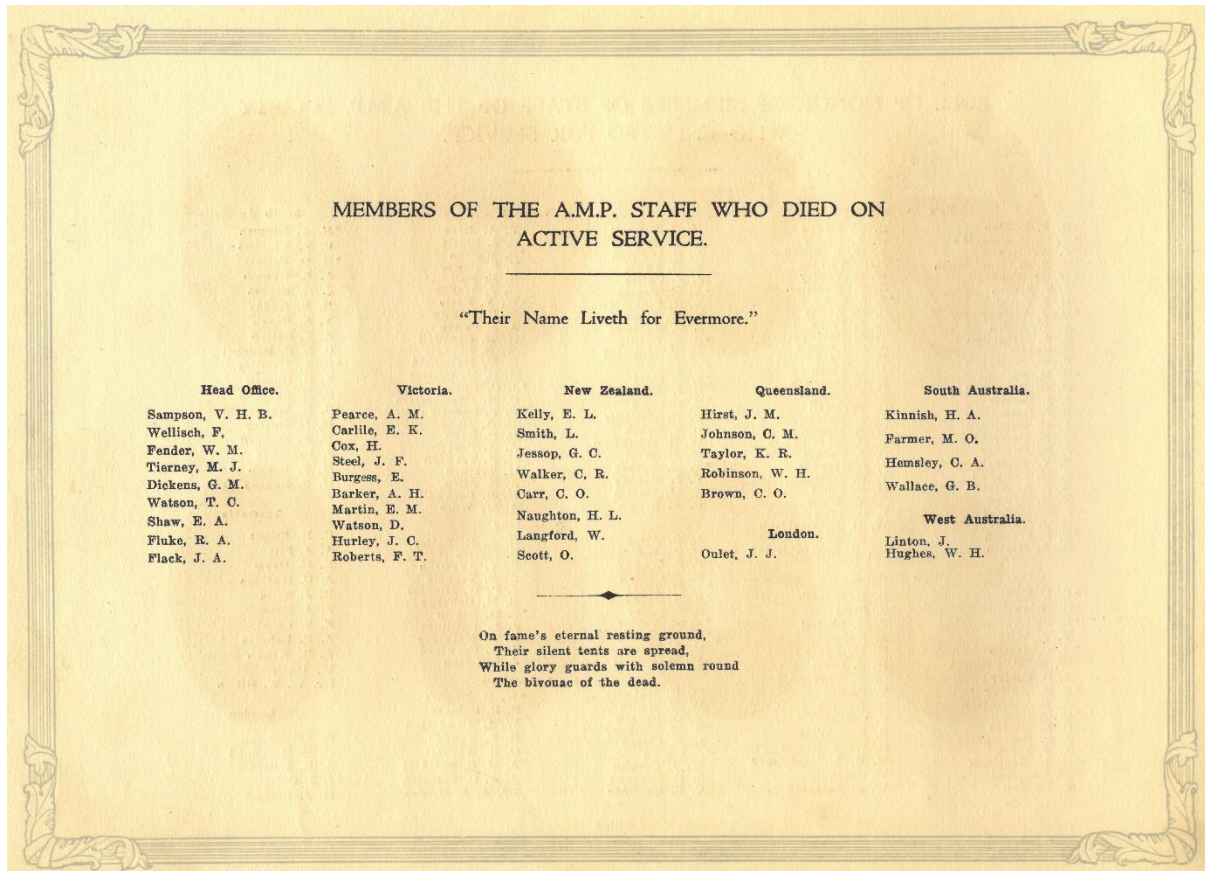 MEMBERS OF THE A.M.P. STAFF WHO DIED ON
ACTIVE SERVICE.
“Their Name Liveth for Evermore.”
Head Office.
Sampson, V. H. B.
Wellisch, F.
Fender, W. M.
Tierney, M. J.
Dickens, G. M.
Watson, T. C.
Shaw, E. A.
Fluke, R. A.
Flack, J. A.
Victoria.
Pearce, A. M.
Carlile, E. K.
Cox, H.
Steel, J. F.
Burgess, E.
Barker, A. H.
Martin, E. M.
Watson, D.
Hurley, J. C.
Roberts, F. T.
New Zealand.
Kelly, E. L.
Smith, L.
Jessop, G. C.
Walker, C. R.
Carr, C. O.
Naughton, H. L.
Langford, W.
Scott, O.
Queensland.
Hirst, J. M.
Johnson, C. M.
Taylor, K. R.
Robinson, W. H.
Brown, C. O.
London.
Oulet, J. J.
South Australia.
Kinnish, H. A.
Farmer, M. O.
Hemsley, C. A.
Wallace, G. B.
West Australia.
Linton, J.
Hughes, W. H.
On fame's eternal resting ground,
Their silent tents are spread,
While glory guards with solemn round
The bivouac of the dead.